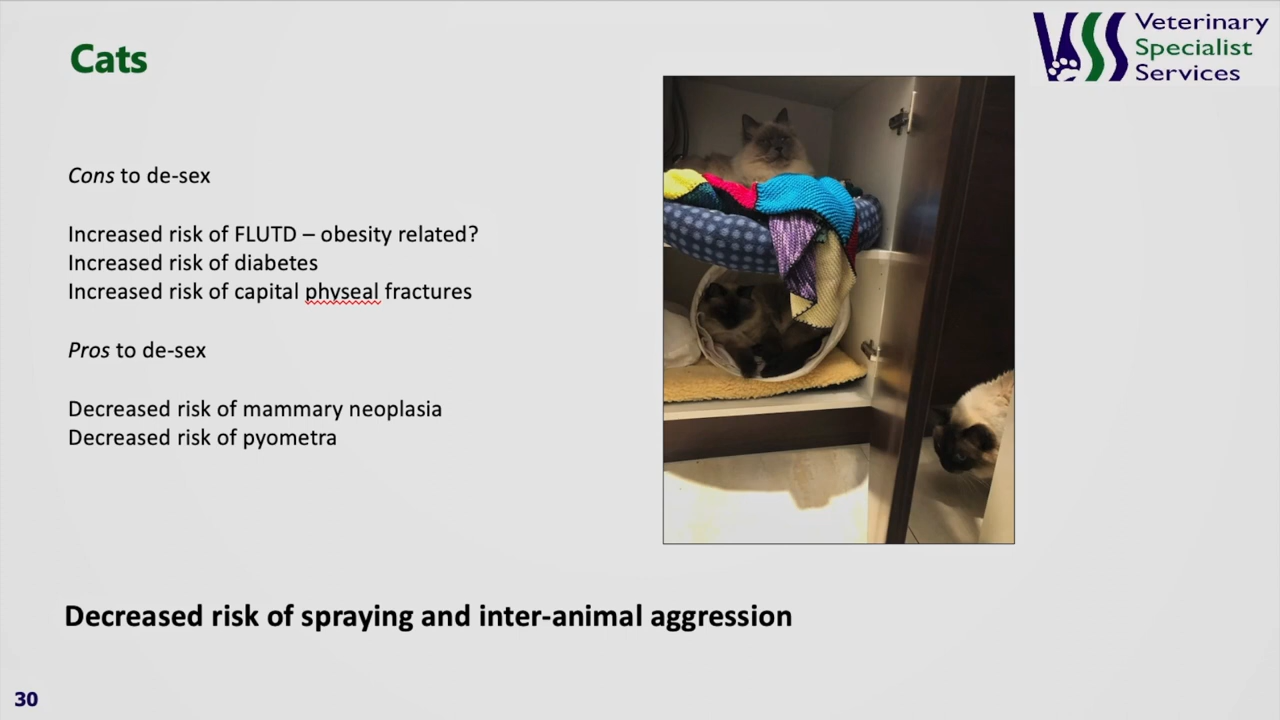 Cats
Veterinary
Specialist
Services
Cons to de-sex
Increased risk of FLUTD – obesity related?
Increased risk of diabetes
Increased risk of capital physeal fractures
Pros to de-sex
Decreased risk of mammary neoplasia
Decreased risk of pyometra
Decreased risk of spraying and inter-animal aggression
30